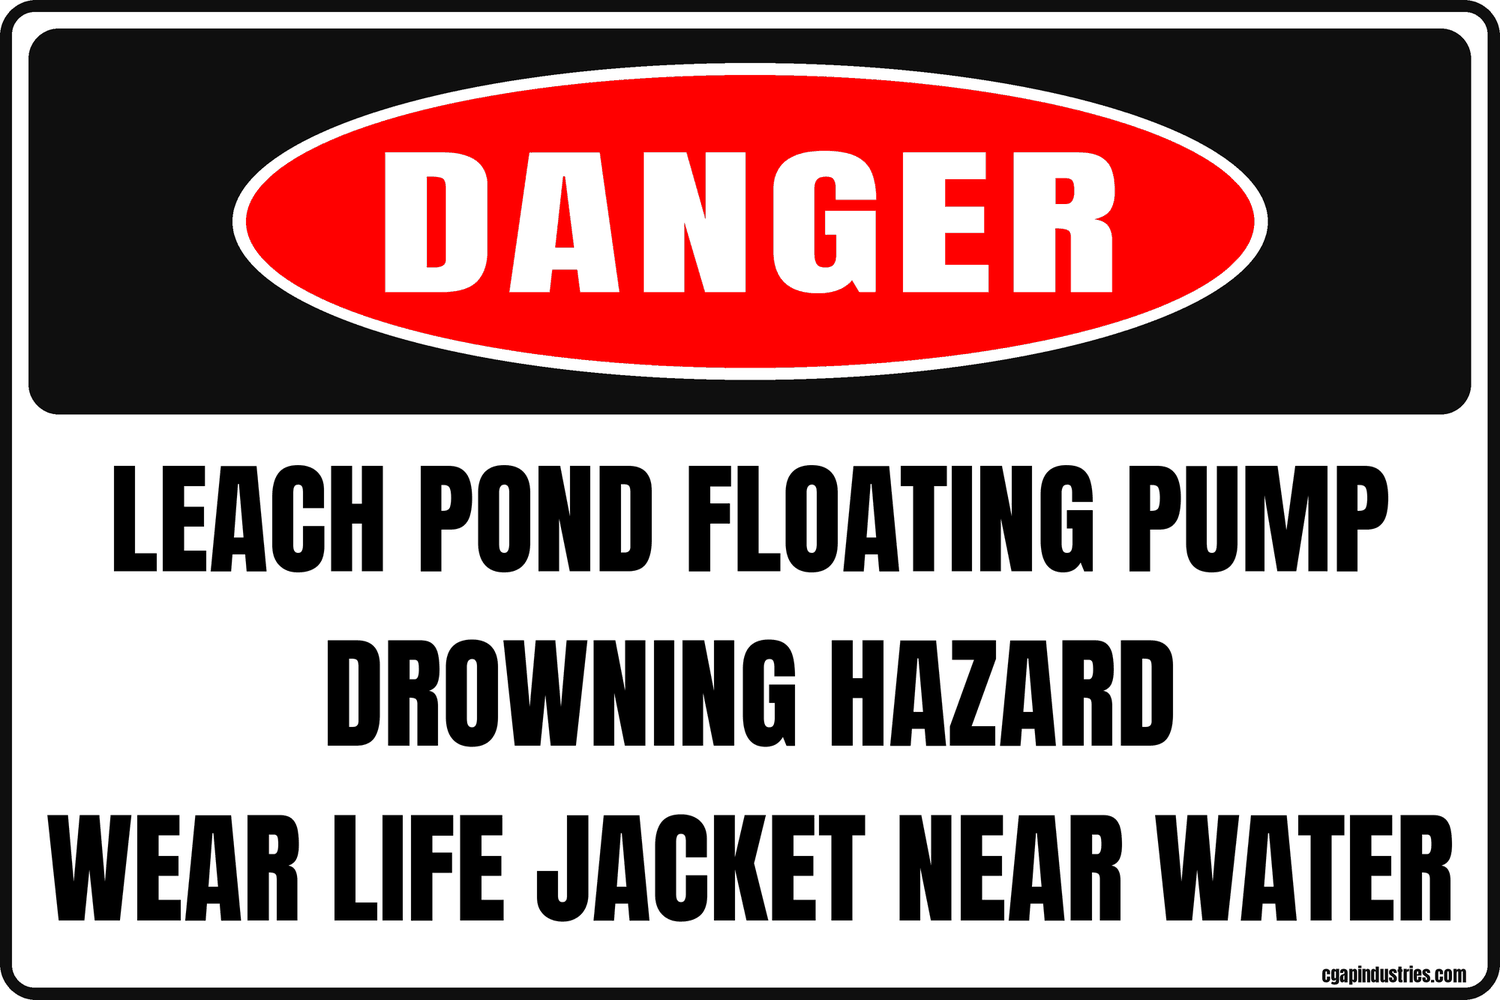 DANGER
LEACH POND FLOATING PUMP
DROWNING HAZARD
WEAR LIFE JACKET NEAR WATER
cgapindustries.com